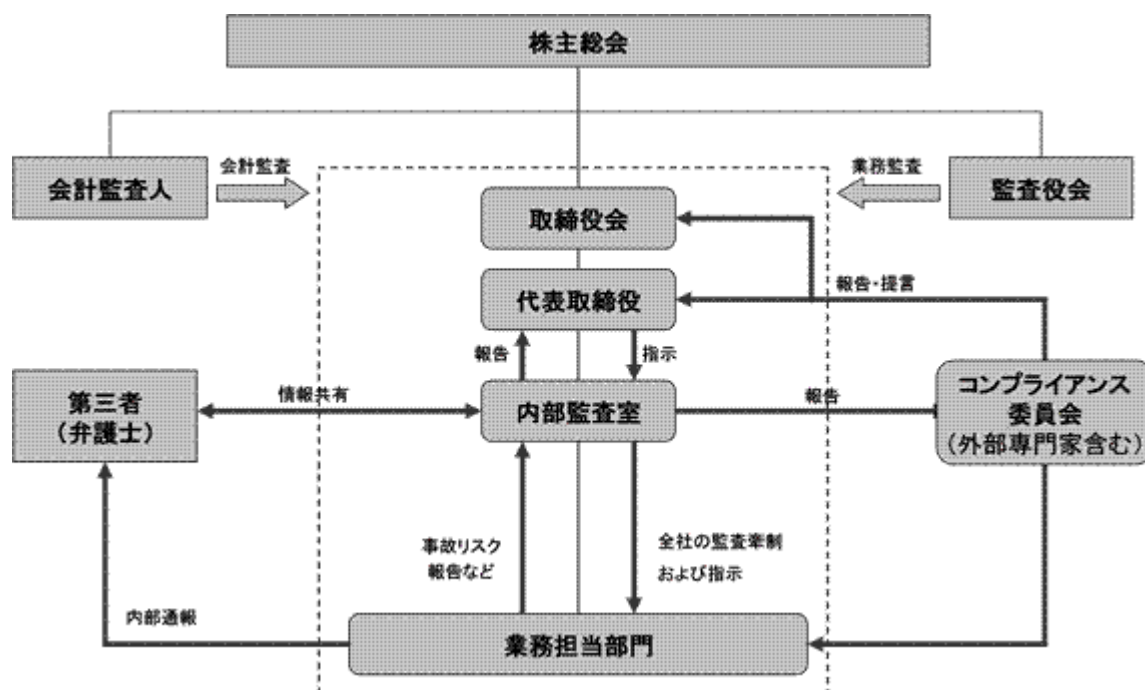 株主総会
会計監査
業務監査
会計監査人
監査役会
取締役会
代表取締役
報告・提言
報告
指示
第三者
（弁護士）
情報共有
内部監査室
報告
コンプライアンス
委員会
（外部専門家含む）
事故リスク
報告など
全社の監査牽制
および指示
内部通報
業務担当部門